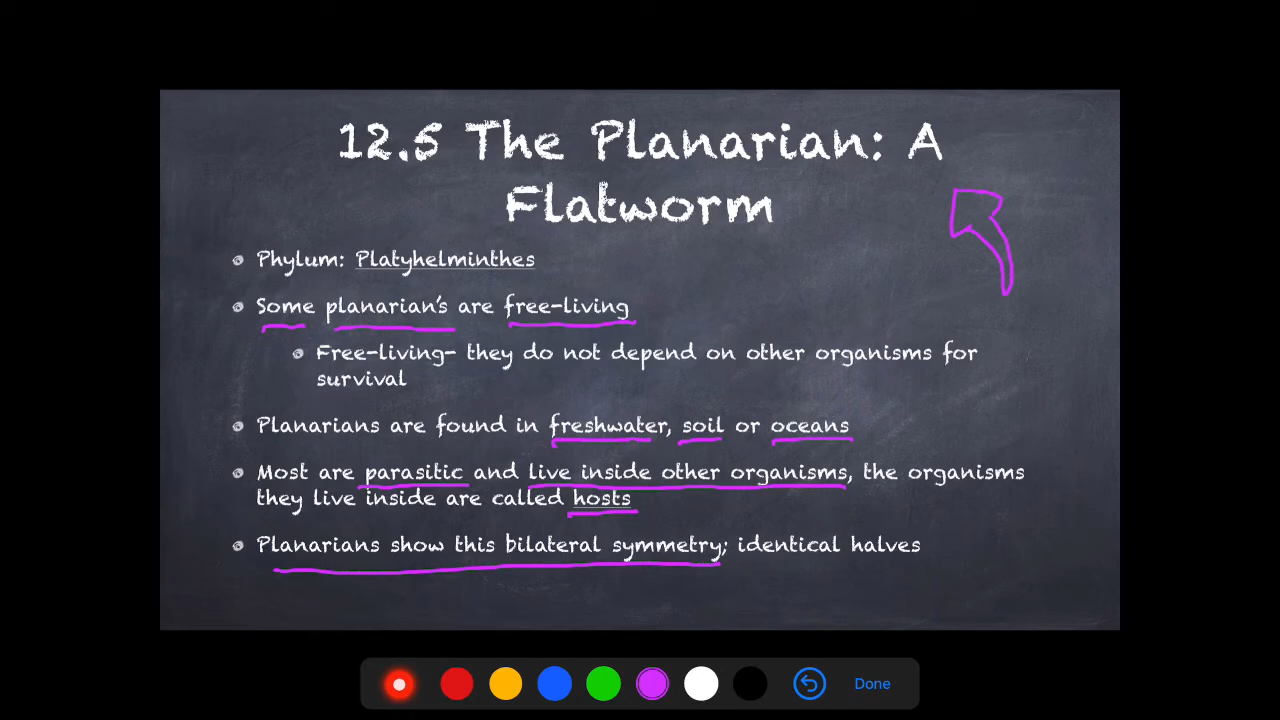 12.5 The Planarian: A
Flatworm
Phylum: Platyhelminthes
Some planarian's are free-living
Free-living- they do not depend on other organisms for
survival
Planarians are found in freshwater, soil or oceans
Most are parasitic and live inside other organisms, the organisms
they live inside are called hosts
Planarians show this bilateral symmetry; identical halves
Done